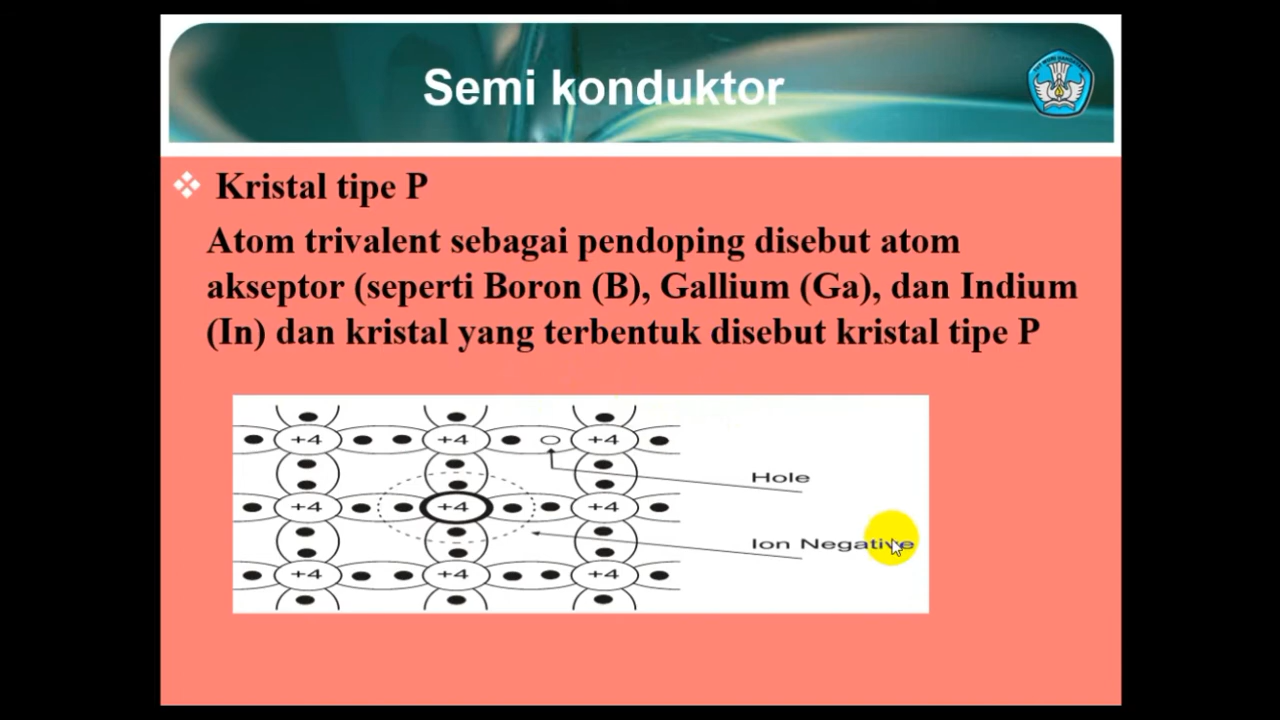 Semi konduktor
Kristal tipe P
Atom trivalent sebagai pendoping disebut atom
akseptor (seperti Boron (B), Gallium (Ga), dan Indium
(In) dan kristal yang terbentuk disebut kristal tipe P
+4 +4 +4
Hole
+4 +4 +4
Ion Negative
+4 +4 +4